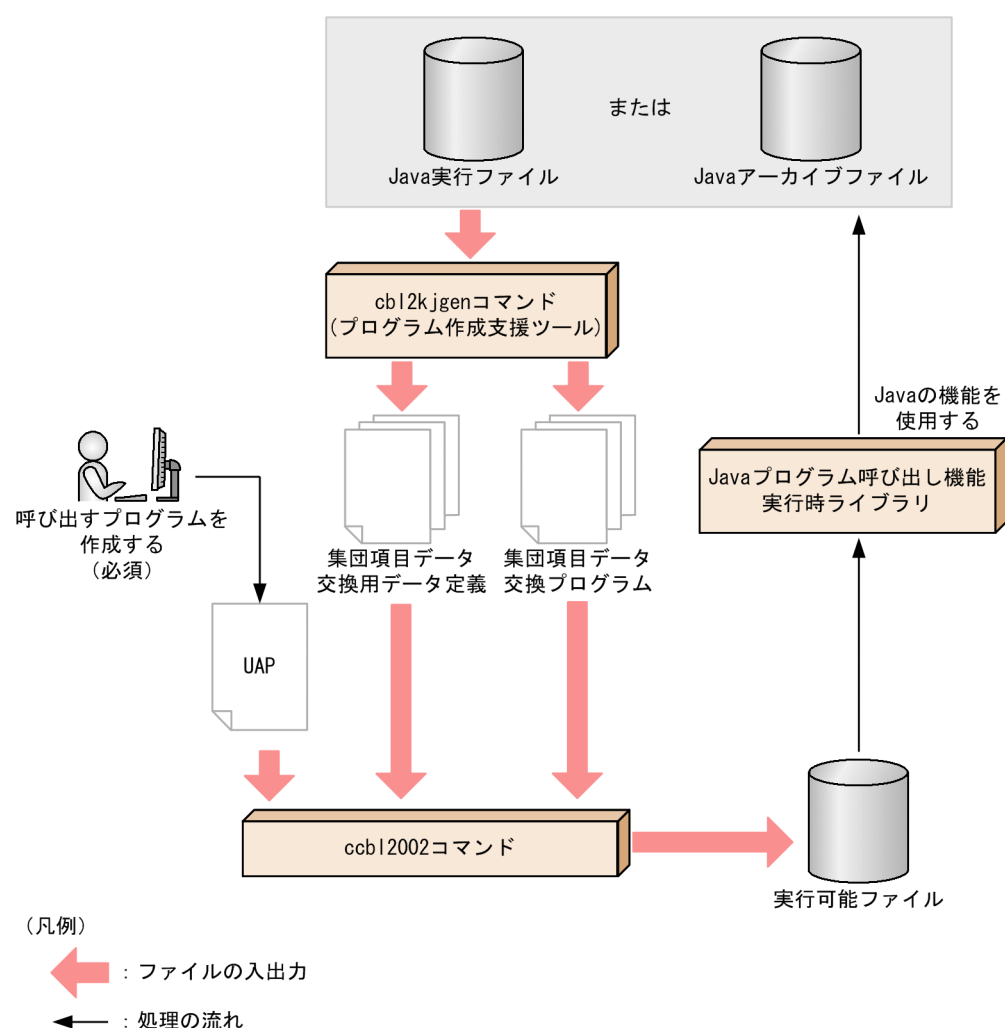 または
Java実行ファイル
Javaアーカイブファイル
cbl2kjgenコマンド
(プログラム作成支援ツール)
Javaの機能を
使用する
Javaプログラム呼び出し機能
実行時ライブラリ
呼び出すプログラムを
作成する
(必須)
集団項目データ
交換用データ定義
集団項目データ
交換プログラム
UAP
ccbl2002コマンド
実行可能ファイル
(凡例)
：ファイルの入出力
：処理の流れ